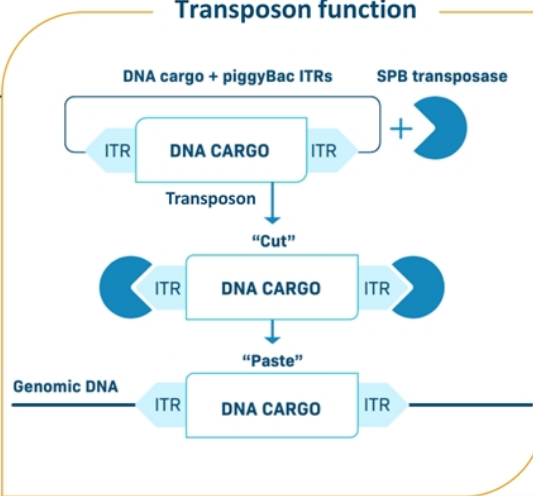 Transposon function
DNA cargo + piggyBac ITRs
SPB transposase
ITR
DNA CARGO
ITR
+
Transposon
“Cut”
ITR
DNA CARGO
ITR
“Paste”
Genomic DNA
ITR
DNA CARGO
ITR